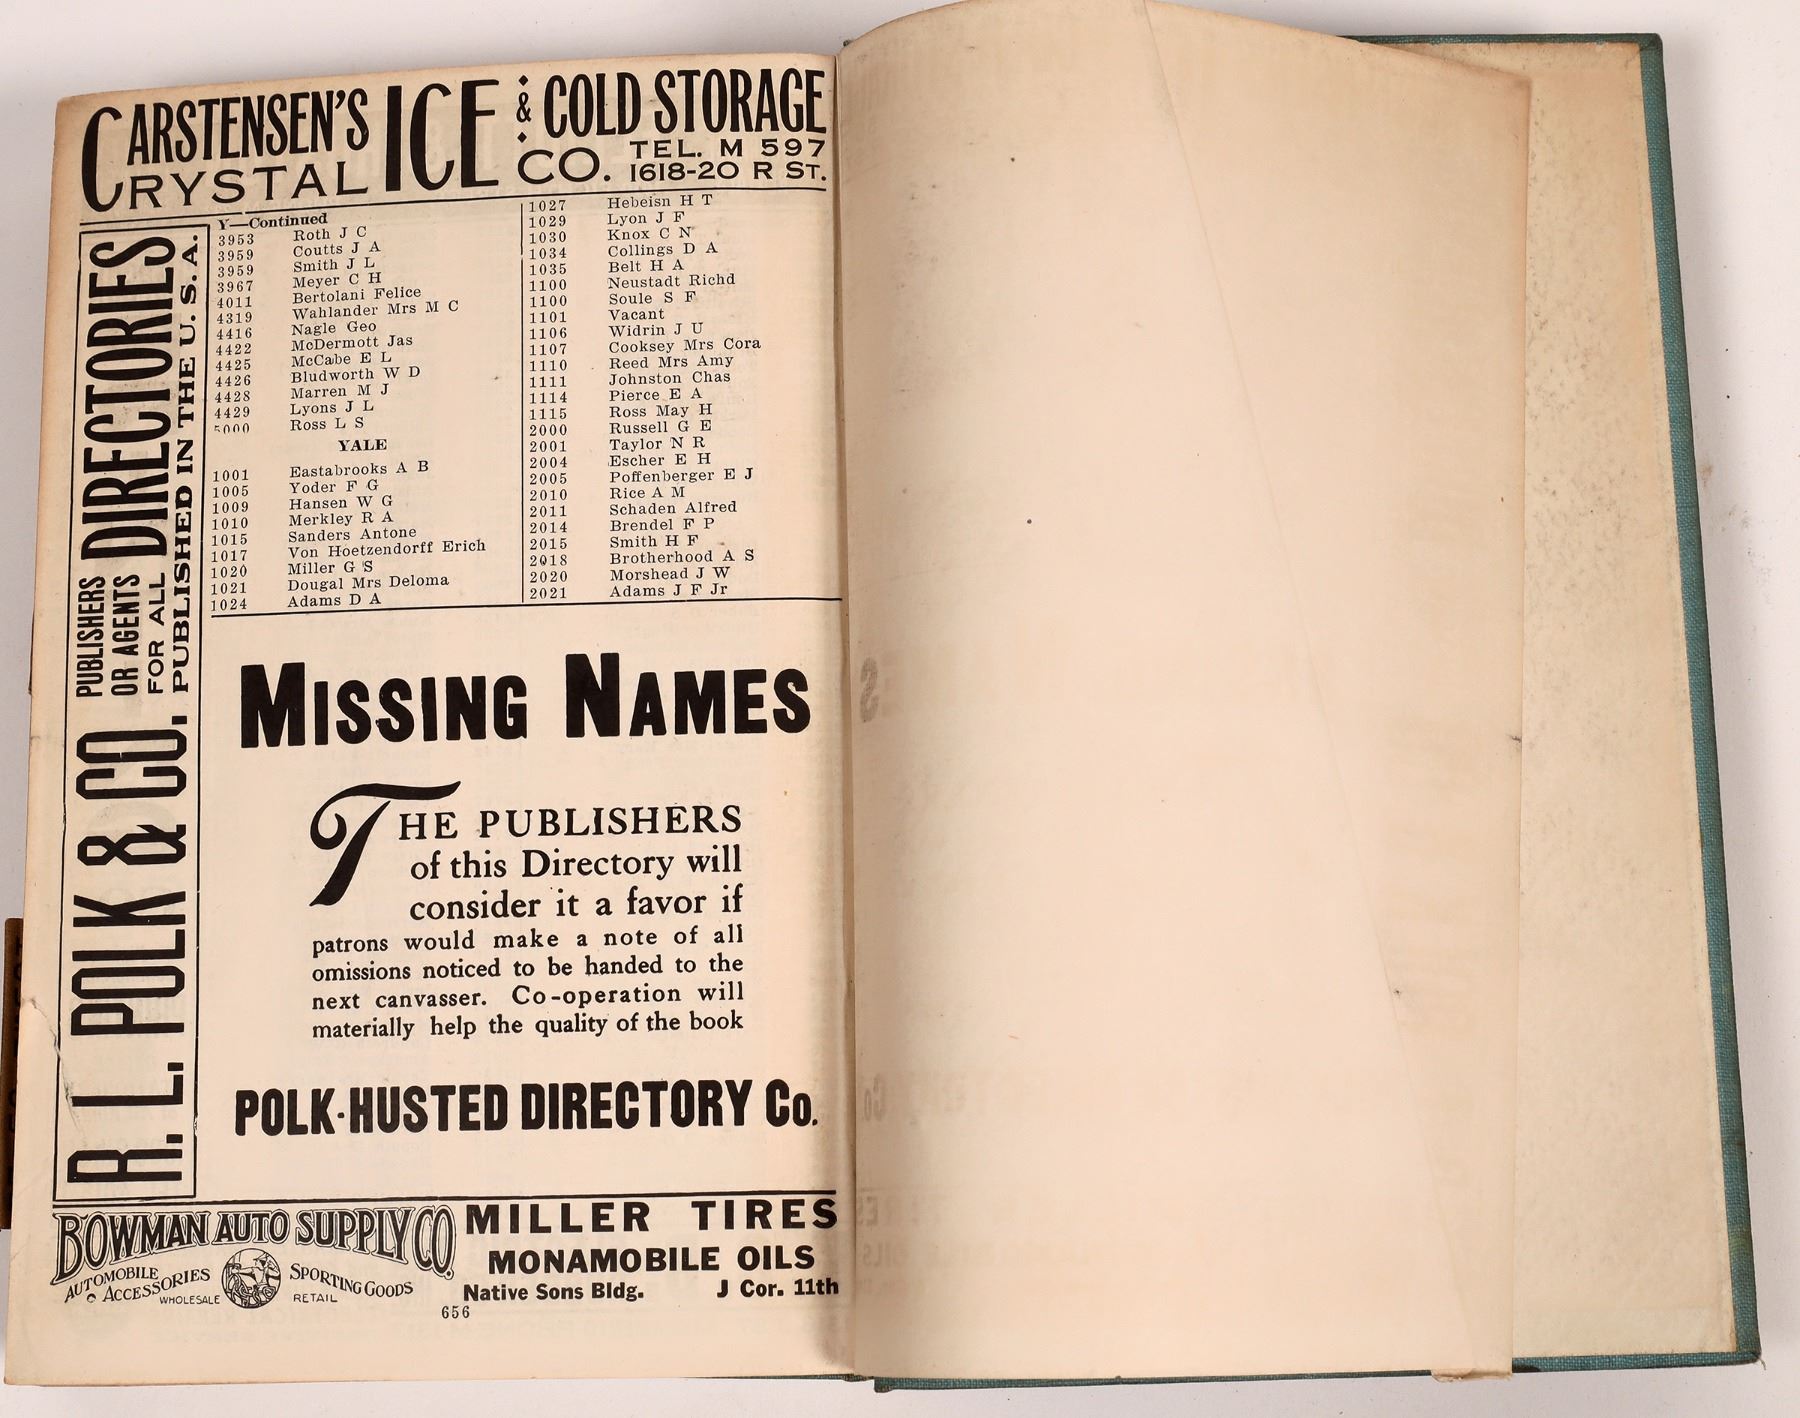 CARSTENSEN'S
CRYSTAL ICE & COLD STORAGE CO.
TEL. M 597
1618-20 R ST.
R. L. POLK & CO. PUBLISHERS OR AGENTS FOR ALL DIRECTORIES PUBLISHED IN THE U. S. A.
Y—Continued
3953 Roth J C
3959 Coutts J A
3959 Smith J L
3967 Meyer C H
4011 Bertolani Felice
4319 Wahlander Mrs M C
4416 Nagle Geo
4422 McDermott Jas
4425 McCabe E L
4426 Bludworth W D
4428 Marren M J
4429 Lyons J L
5000 Ross L S
YALE
1001 Eastabrooks A B
1005 Yoder F G
1009 Hansen W G
1010 Merkley R A
1015 Sanders Antone
1017 Von Hoetzendorff Erich
1020 Miller G S
1021 Dougal Mrs Deloma
1024 Adams D A
1027 Hebeisn H T
1029 Lyon J F
1030 Knox C N
1034 Collings D A
1035 Belt H A
1100 Neustadt Richd
1100 Soule S F
1101 Vacant
1106 Widrin J U
1107 Cooksey Mrs Cora
1110 Reed Mrs Amy
1111 Johnston Chas
1114 Pierce E A
1115 Ross May H
2000 Russell G E
2001 Taylor N R
2004 Escher E H
2005 Poffenberger E J
2010 Rice A M
2011 Schaden Alfred
2014 Brendel F P
2015 Smith H F
2018 Brotherhood A S
2020 Morshead J W
2021 Adams J F Jr
MISSING NAMES
THE PUBLISHERS
of this Directory will
consider it a favor if
patrons would make a note of all
omissions noticed to be handed to the
next canvasser. Co-operation will
materially help the quality of the book
POLK-HUSTED DIRECTORY Co.
BOWMAN AUTO SUPPLY CO.
AUTOMOBILE & ACCESSORIES
WHOLESALE
SPORTING GOODS
RETAIL
MILLER TIRES
MONAMOBILE OILS
Native Sons Bldg. J Cor. 11th
656